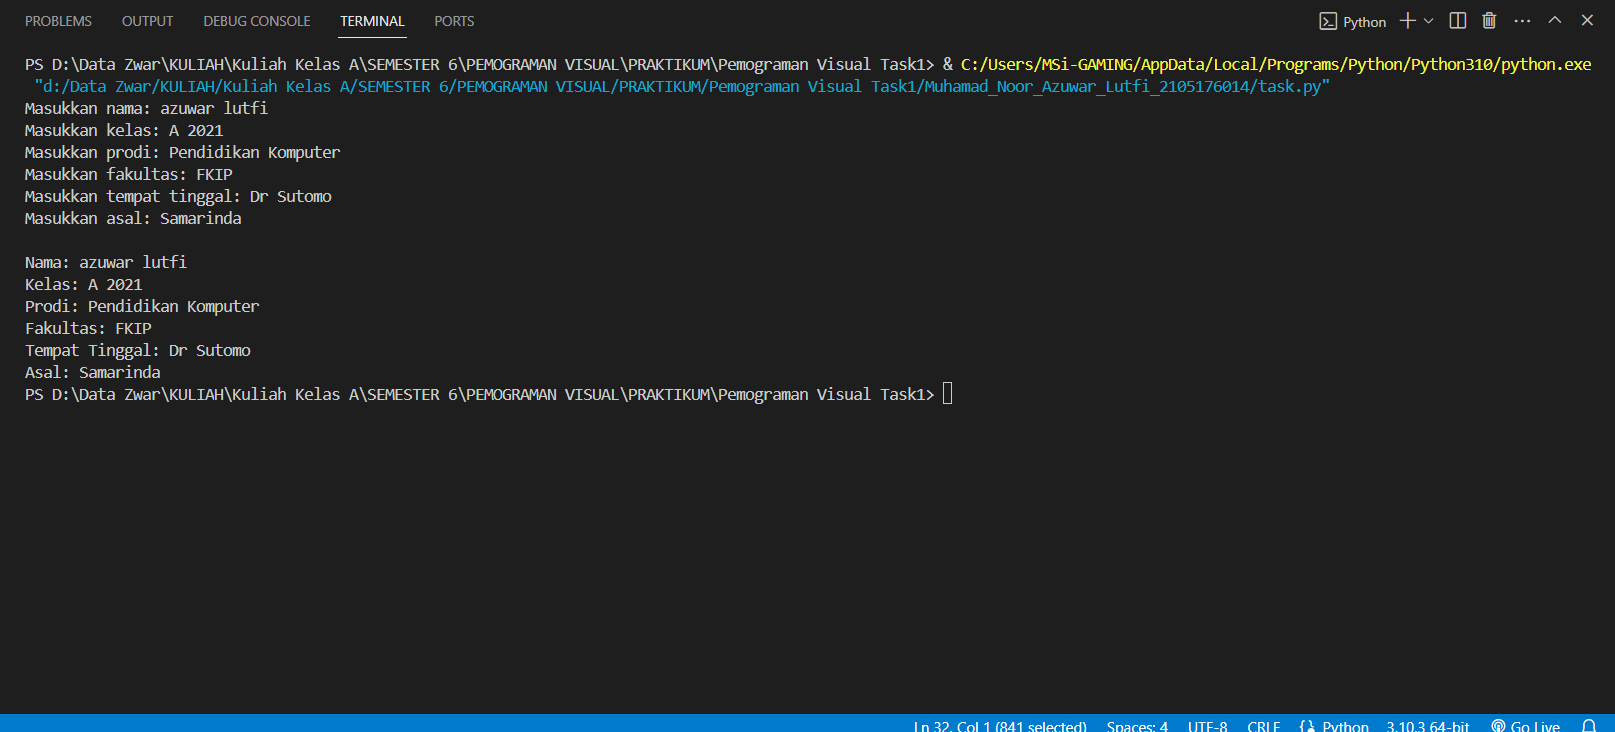 PROBLEMS OUTPUT DEBUG CONSOLE TERMINAL PORTS Python
PS D:\Data Zwar\KULIAH\Kuliah Kelas A\SEMESTER 6\PEMOGRAMAN VISUAL\PRAKTIKUM\Pemograman Visual Task1> & C:/Users/MSi-GAMING/AppData/Local/Programs/Python/Python310/python.exe
"d:/Data Zwar/KULIAH/Kuliah Kelas A/SEMESTER 6/PEMOGRAMAN VISUAL/PRAKTIKUM/Pemograman Visual Task1/Muhamad_Noor_Azuwar_Lutfi_2105176014/task.py"
Masukkan nama: azuwar lutfi
Masukkan kelas: A 2021
Masukkan prodi: Pendidikan Komputer
Masukkan fakultas: FKIP
Masukkan tempat tinggal: Dr Sutomo
Masukkan asal: Samarinda
Nama: azuwar lutfi
Kelas: A 2021
Prodi: Pendidikan Komputer
Fakultas: FKIP
Tempat Tinggal: Dr Sutomo
Asal: Samarinda
PS D:\Data Zwar\KULIAH\Kuliah Kelas A\SEMESTER 6\PEMOGRAMAN VISUAL\PRAKTIKUM\Pemograman Visual Task1>
Ln 32, Col 1 (841 selected) Spaces: 4 UTF-8 CRLF Python 3.10.3 64-bit Go Live